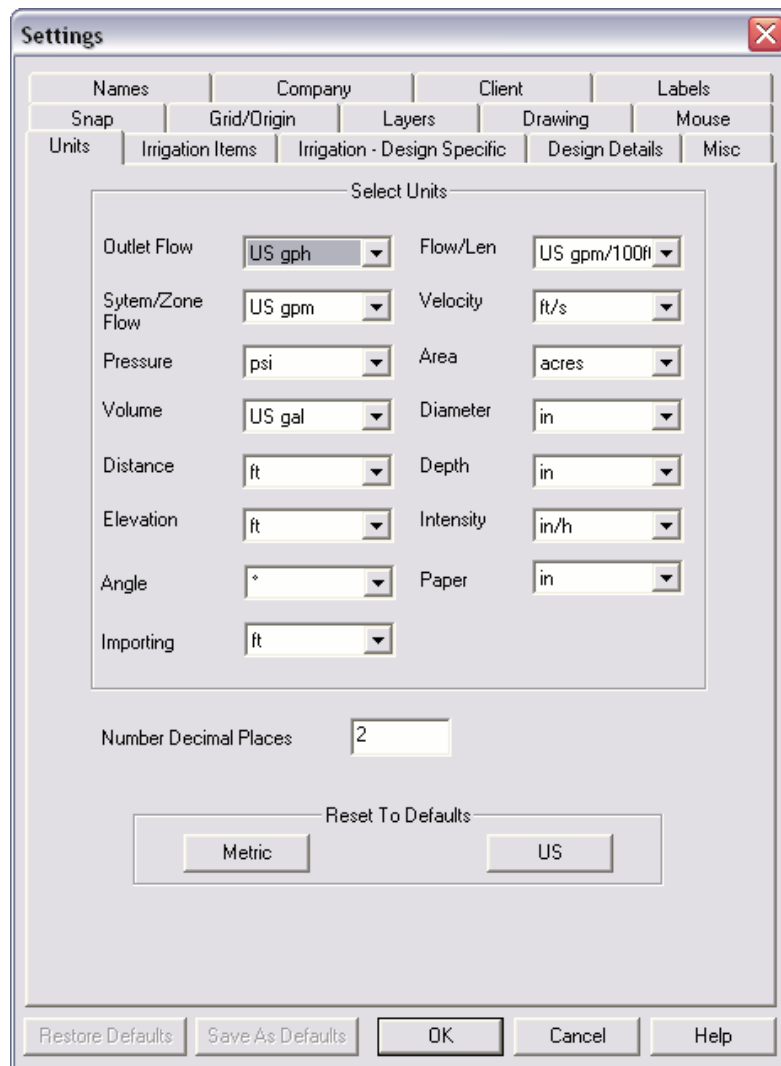 Settings
Names Company Client Labels
Snap Grid/Origin Layers Drawing Mouse
Units Irrigation Items Irrigation - Design Specific Design Details Misc
Select Units
Outlet Flow US gph Flow/Len US gpm/100ft
Sytem/Zone Flow US gpm Velocity ft/s
Pressure psi Area acres
Volume US gal Diameter in
Distance ft Depth in
Elevation ft Intensity in/h
Angle ° Paper in
Importing ft
Number Decimal Places 2
Reset To Defaults
Metric US
Restore Defaults Save As Defaults OK Cancel Help